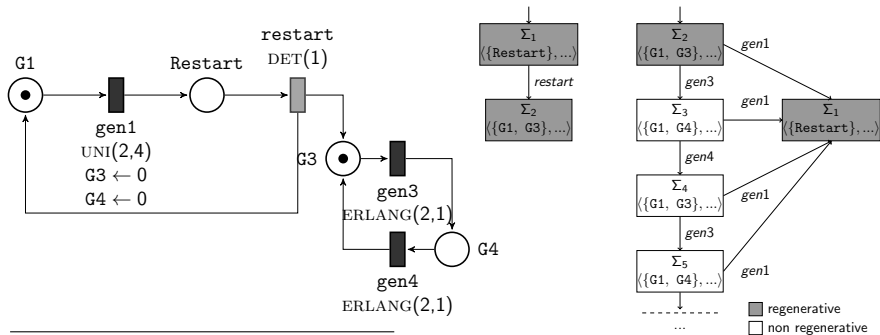 G1
Restart
restart
DET(1)
gen1
UNI(2,4)
G3 ← 0
G4 ← 0
G3
gen3
ERLANG(2,1)
G4
gen4
ERLANG(2,1)
Σ1
⟨{Restart}, ...⟩
restart
Σ2
⟨{G1, G3}, ...⟩
Σ2
⟨{G1, G3}, ...⟩
gen1
gen3
Σ3
⟨{G1, G4}, ...⟩
gen1
Σ1
⟨{Restart}, ...⟩
gen4
Σ4
⟨{G1, G3}, ...⟩
gen1
gen3
Σ5
⟨{G1, G4}, ...⟩
gen1
...
regenerative
non regenerative